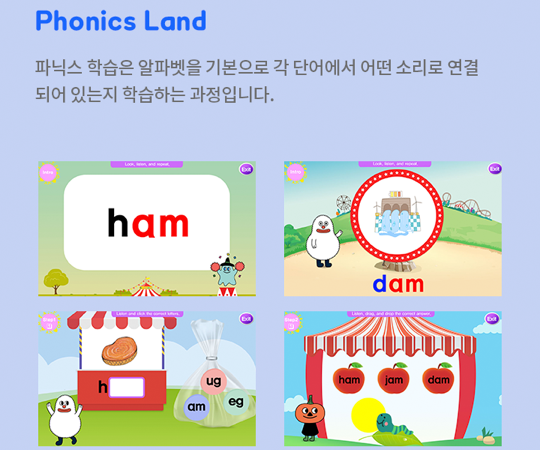 Phonics Land
파닉스 학습은 알파벳을 기본으로 각 단어에서 어떤 소리로 연결
되어 있는지 학습하는 과정입니다.
Look, listen, and repeat.
Exit
ham
Look, listen, and repeat.
Exit
dam
Listen and click the correct letters.
Exit
h
ug
am
eg
Listen, drag, and drop the correct answer.
Exit
ham
jam
dam